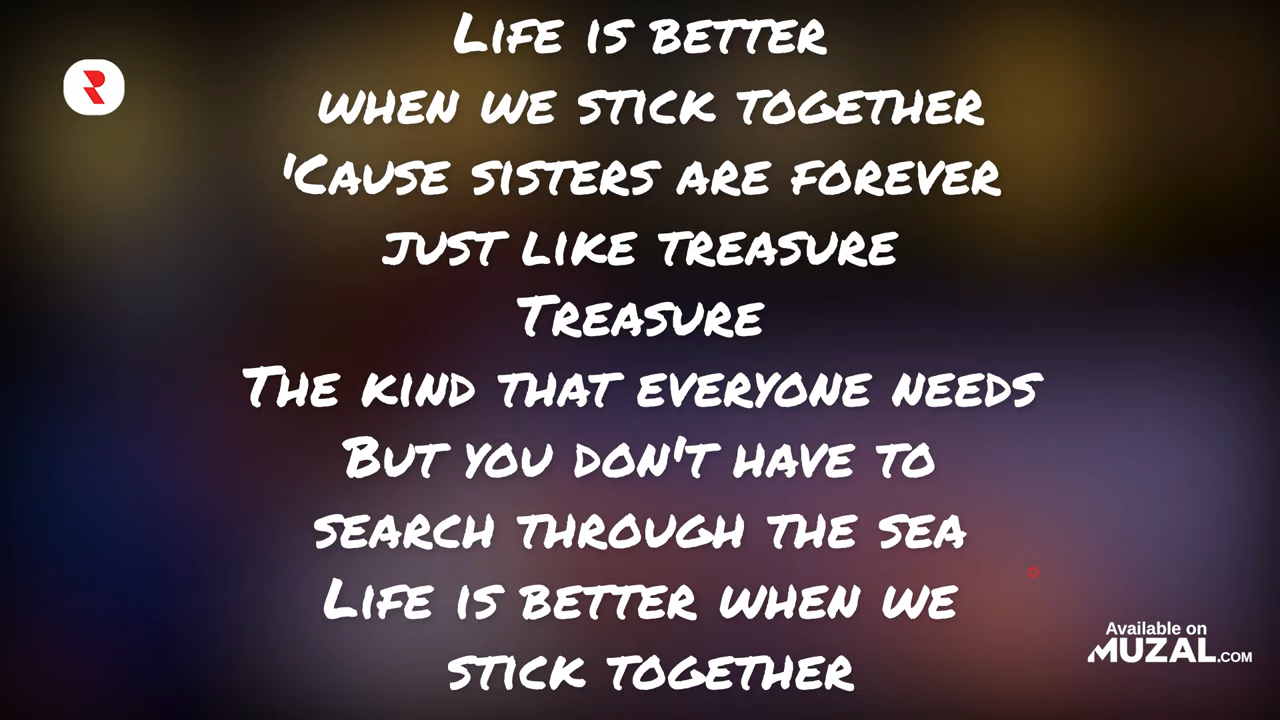 Life is better
when we stick together
'Cause sisters are forever
just like treasure
Treasure
The kind that everyone needs
But you don't have to
search through the sea
Life is better when we
stick together
R
Available on
MUZAL.COM